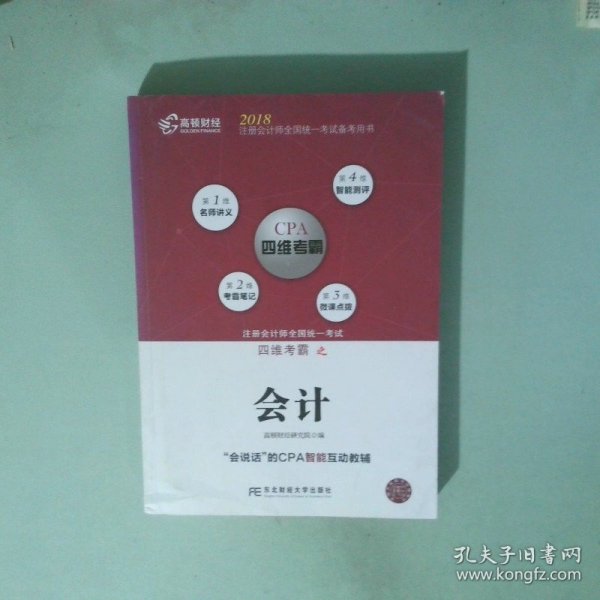 高顿财经
GOLDEN FINANCE
2018
注册会计师全国统一考试备考用书
第4维
智能测评
第1维
名师讲义
CPA
四维考霸
第2维
考霸笔记
第3维
微课点拨
注册会计师全国统一考试
四维考霸 之
会计
高顿财经研究院◎编
“会说话”的CPA智能互动教辅
东北财经大学出版社
孔夫子旧书网
www.kongfz.com